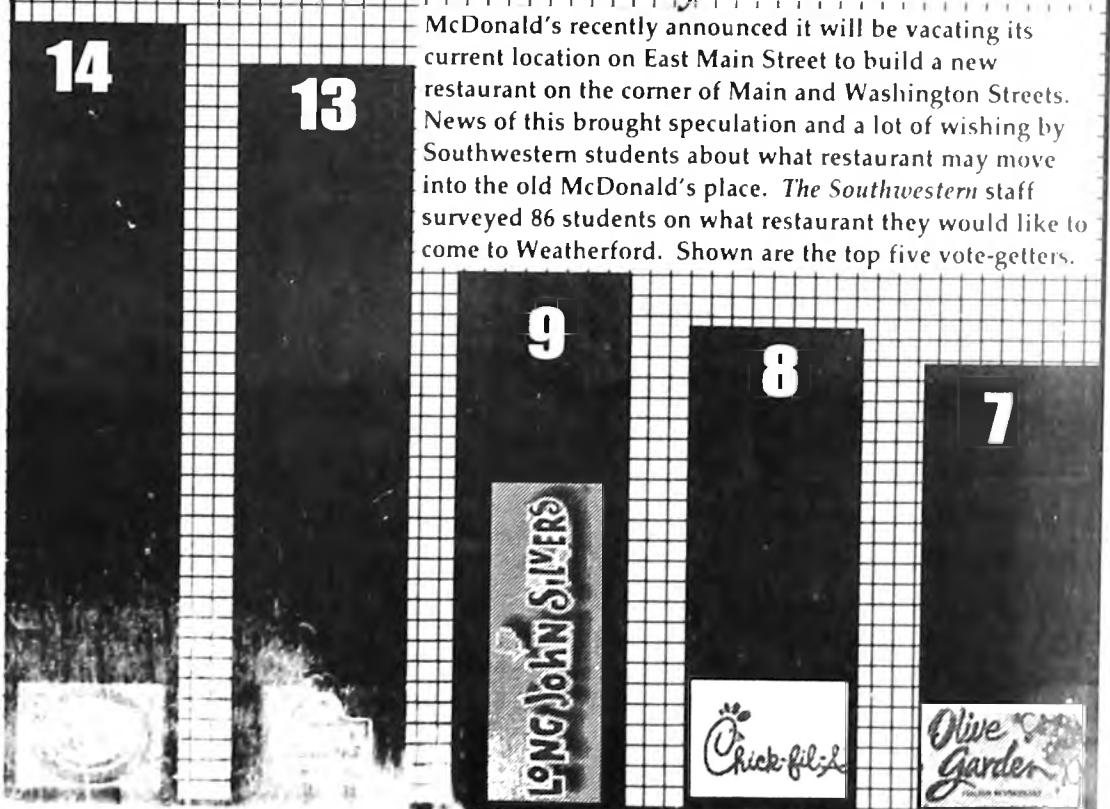 McDonald's recently announced it will be vacating its
current location on East Main Street to build a new
restaurant on the corner of Main and Washington Streets.
News of this brought speculation and a lot of wishing by
Southwestern students about what restaurant may move
into the old McDonald's place. The Southwestern staff
surveyed 86 students on what restaurant they would like to
come to Weatherford. Shown are the top five vote-getters.
14
13
9
8
7
LONG JOHN SILVERS
Chick-fil-A
Olive
Garden